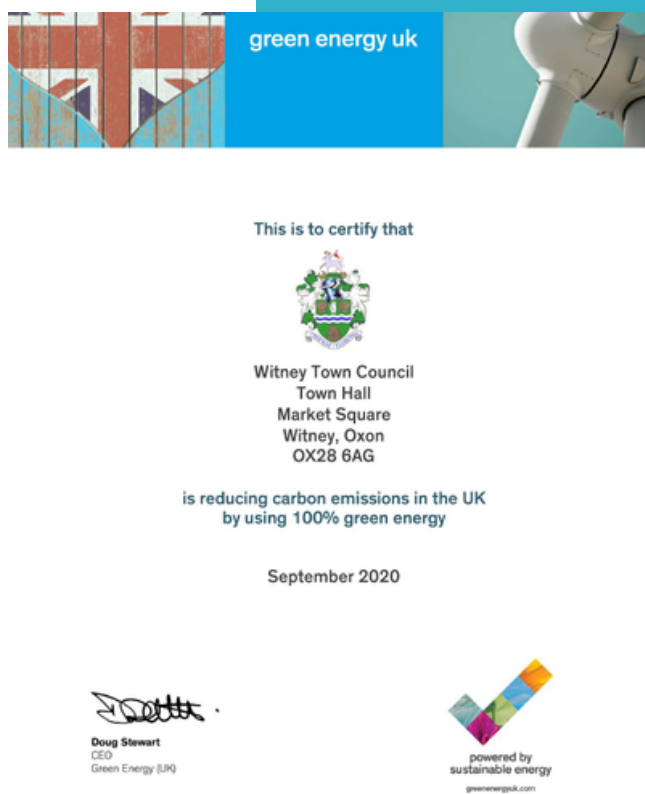 green energy uk
This is to certify that
Witney Town Council
Town Hall
Market Square
Witney, Oxon
OX28 6AG
is reducing carbon emissions in the UK
by using 100% green energy
September 2020
Doug Stewart
CEO
Green Energy (UK)
powered by
sustainable energy
greenenergyuk.com